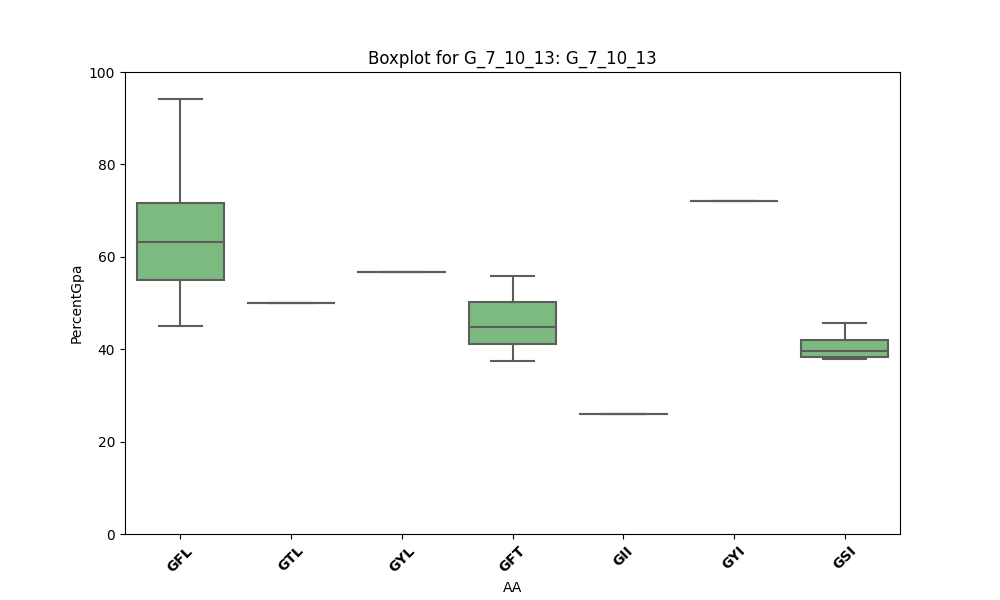 Boxplot for G_7_10_13: G_7_10_13
100
80
60
40
20
0
PercentGpa
GFL
GTL
GYL
GFT
GII
GYI
GSI
AA